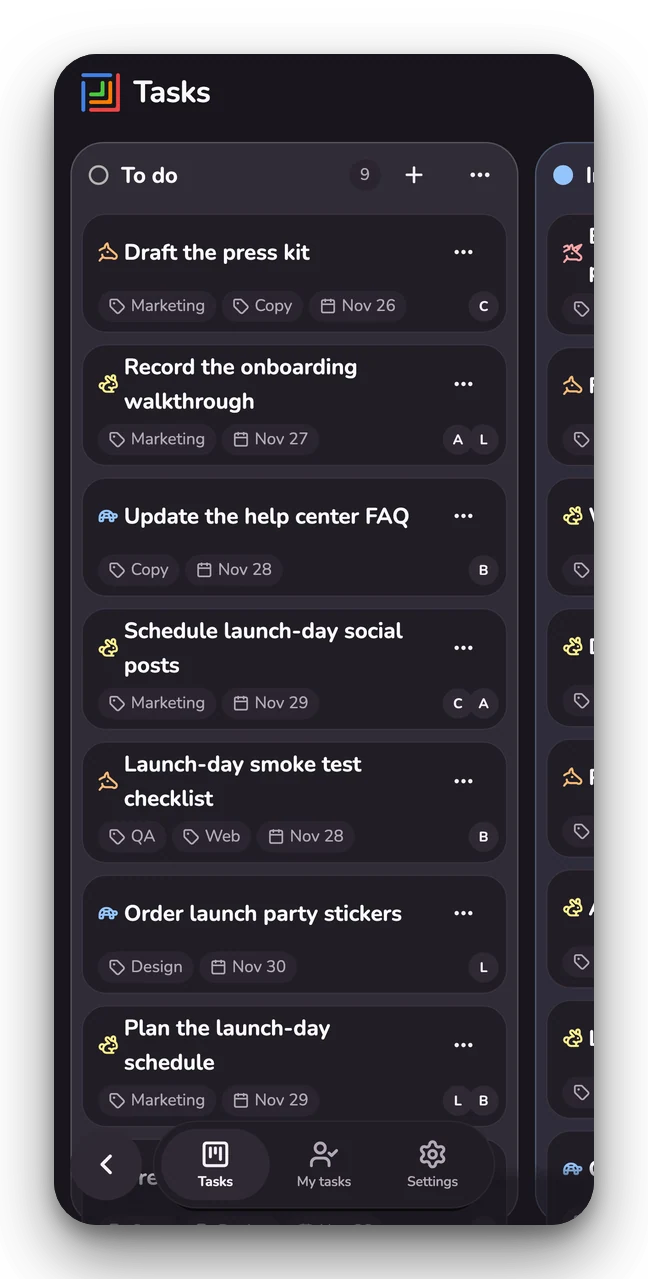 Tasks
To do 9
Draft the press kit
Marketing Copy Nov 26 C
Record the onboarding
walkthrough
Marketing Nov 27 A L
Update the help center FAQ
Copy Nov 28 B
Schedule launch-day social
posts
Marketing Nov 29 C A
Launch-day smoke test
checklist
QA Web Nov 28 B
Order launch party stickers
Design Nov 30 L
Plan the launch-day
schedule
Marketing Nov 29 L B
Tasks My tasks Settings